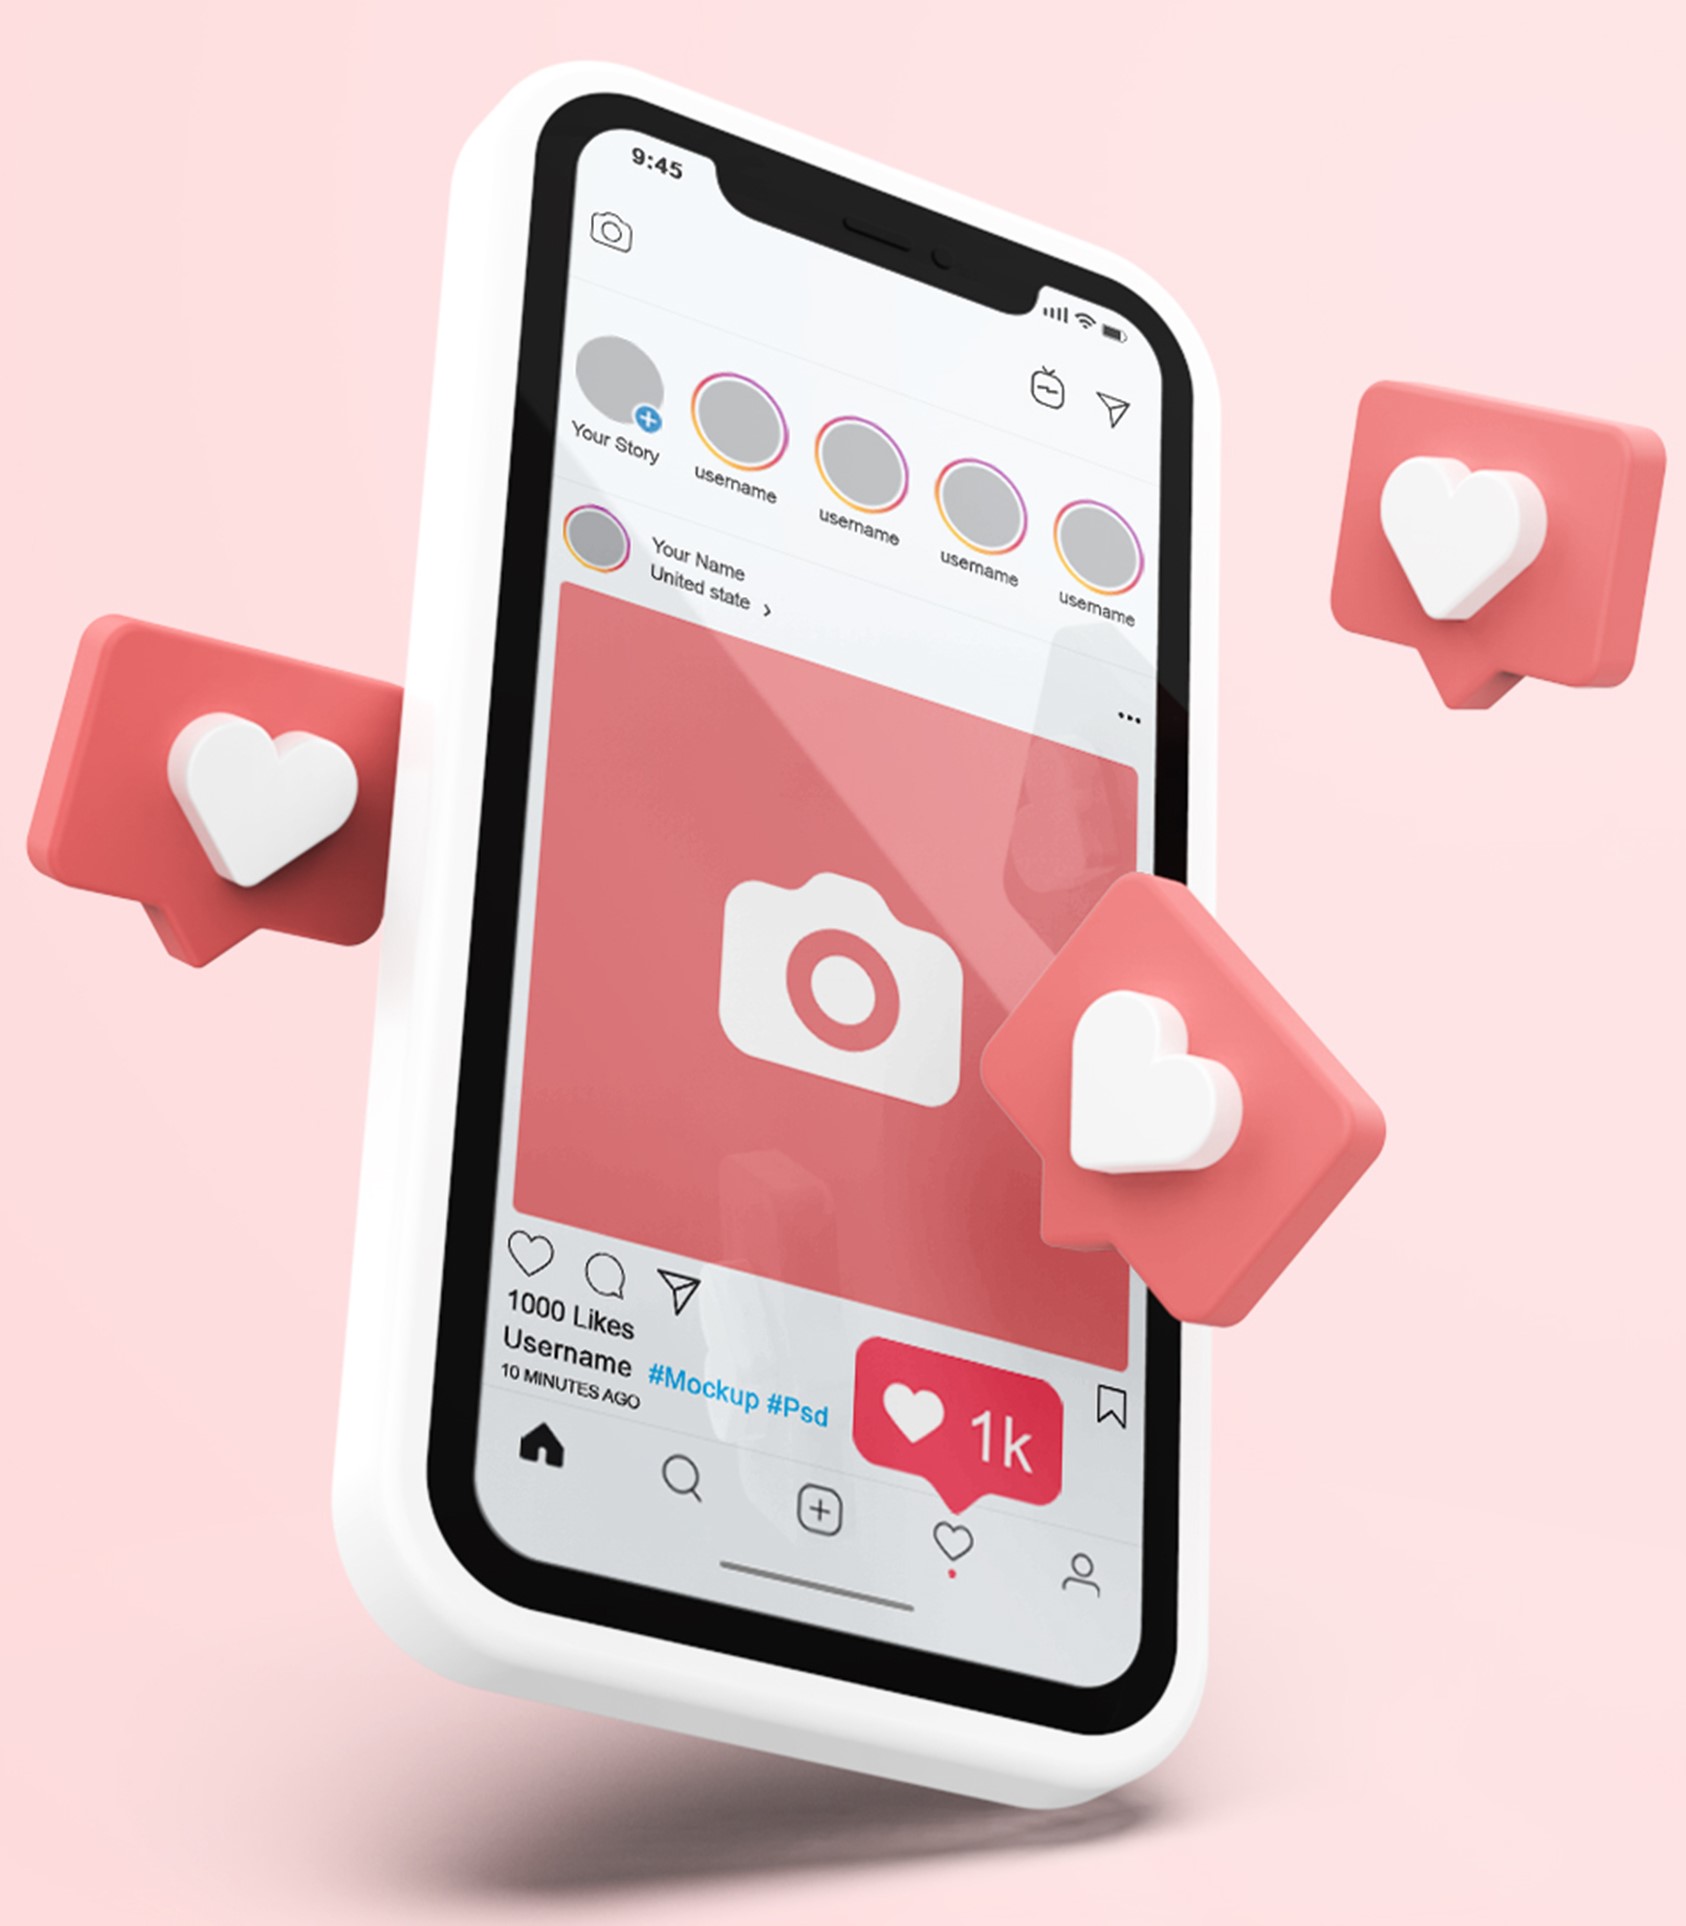 9:45
Your Story
username
username
username
username
Your Name
United state
1000 Likes
Username #Mockup #Psd
10 MINUTES AGO
1k